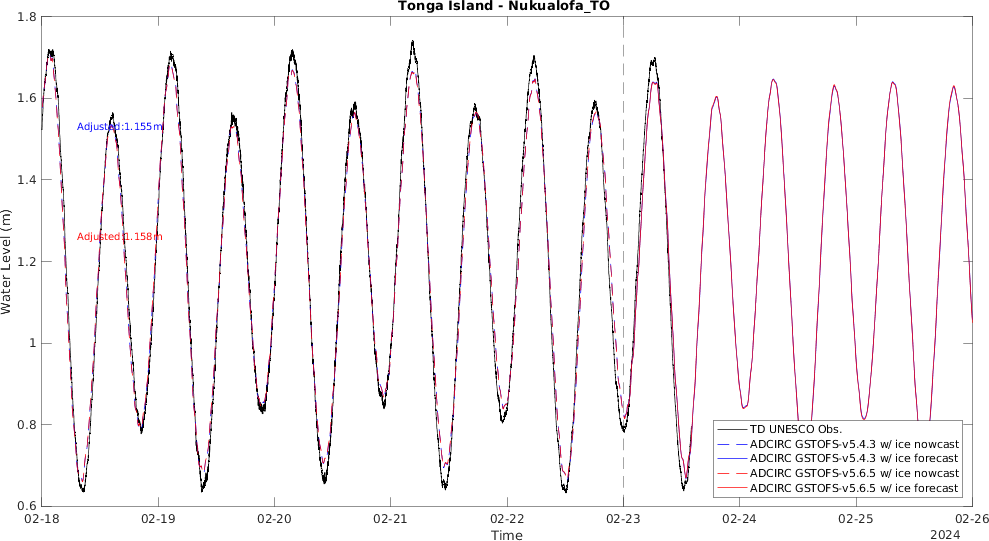 Tonga Island - Nukualofa_TO
1.8
1.6
1.4
1.2
1
0.8
0.6
Water Level (m)
Adjusted:1.155m
Adjusted:1.158m
TD UNESCO Obs.
ADCIRC GSTOFS-v5.4.3 w/ ice nowcast
ADCIRC GSTOFS-v5.4.3 w/ ice forecast
ADCIRC GSTOFS-v5.6.5 w/ ice nowcast
ADCIRC GSTOFS-v5.6.5 w/ ice forecast
02-18 02-19 02-20 02-21 02-22 02-23 02-24 02-25 02-26
Time
2024